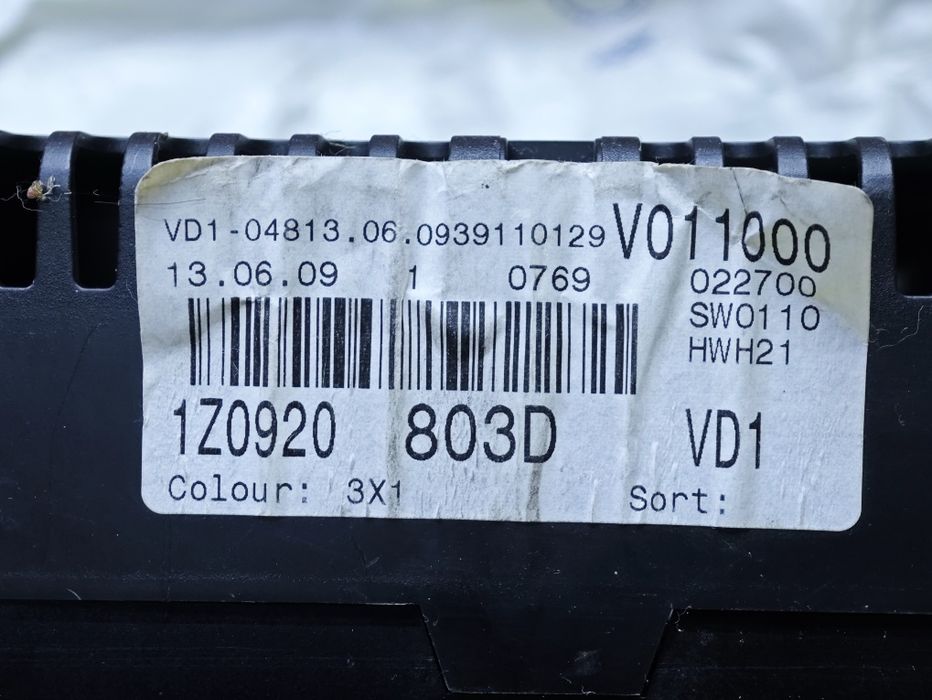 VD1-04813.06.0939110129 V011000
13.06.09 1 0769 022700
SW0110
HWH21
1Z0920 803D VD1
Colour: 3X1 Sort: